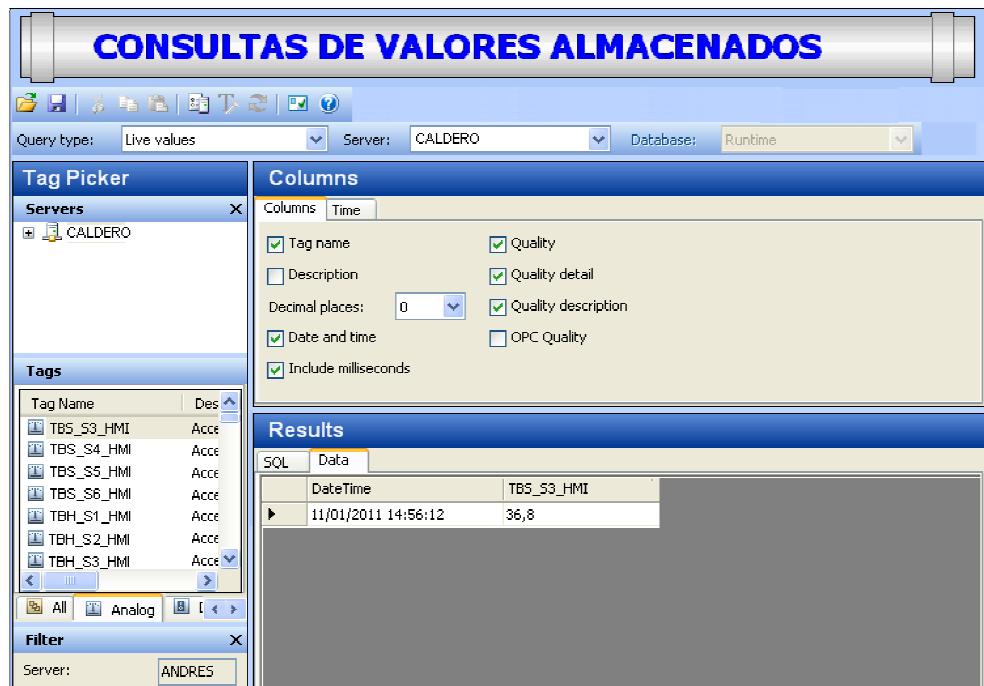 CONSULTAS DE VALORES ALMACENADOS
Query type: Live values Server: CALDERO Database: Runtime
Tag Picker
Servers X
CALDERO
Tags
Tag Name Des
TBS_S3_HMI Acce
TBS_S4_HMI Acce
TBS_S5_HMI Acce
TBS_S6_HMI Acce
TBH_S1_HMI Acce
TBH_S2_HMI Acce
TBH_S3_HMI Acce
All Analog D
Filter X
Server: ANDRES
Columns
Columns Time
Tag name Quality
Description Quality detail
Decimal places: 0 Quality description
Date and time OPC Quality
Include milliseconds
Results
SQL Data
DateTime TBS_S3_HMI
11/01/2011 14:56:12 36,8